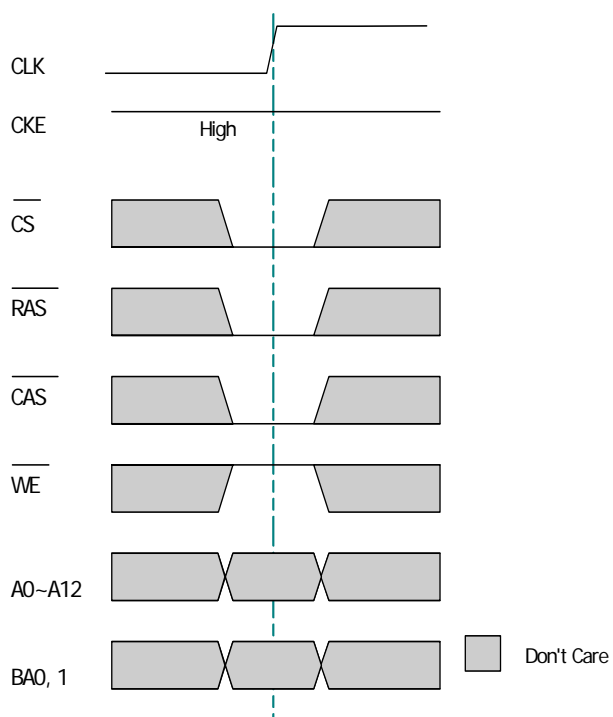 CLK
CKE
High
CS
RAS
CAS
WE
A0~A12
BA0, 1
Don't Care